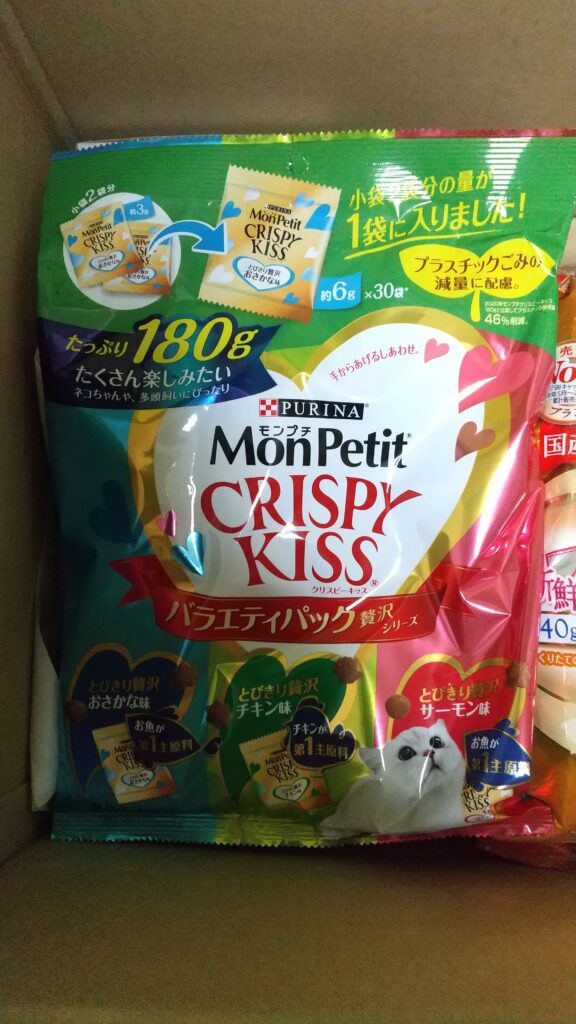 小袋2袋分
約3g
PURINA
MonPetit
CRISPY
KISS
とびきり贅沢
おさかな味
小袋2袋分の量が
1袋に入りました!
約6g ×30袋*
プラスチックごみの
減量に配慮。
46%削減。
たっぷり180g
たくさん楽しみたい
ネコちゃんや、多頭飼いにぴったり
手からあげるしあわせ。
PURINA
モンプチ
MonPetit
CRISPY
KISS®
クリスピーキッス
バラエティパック 贅沢シリーズ
とびきり贅沢
おさかな味
お魚が
第1主原料
とびきり贅沢
チキン味
チキンが
第1主原料
とびきり贅沢
サーモン味
お魚が
第1主原料
MonPetit
CRISPY
KISS
CRISPY
KISS
国産
新鮮
40g